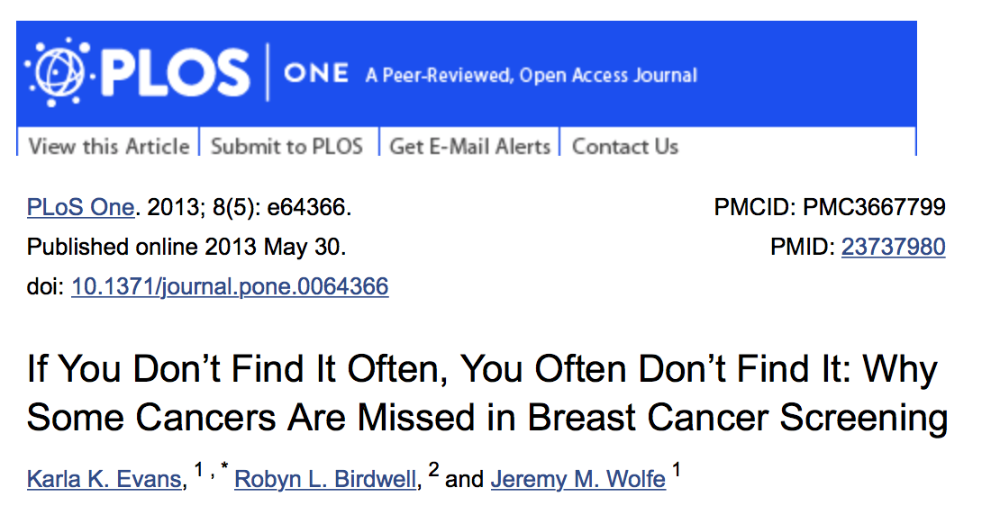 PLOS ONE A Peer-Reviewed, Open Access Journal
View this Article Submit to PLOS Get E-Mail Alerts Contact Us
PLoS One. 2013; 8(5): e64366. PMCID: PMC3667799
Published online 2013 May 30. PMID: 23737980
doi: 10.1371/journal.pone.0064366
If You Don’t Find It Often, You Often Don’t Find It: Why
Some Cancers Are Missed in Breast Cancer Screening
Karla K. Evans, 1 , * Robyn L. Birdwell, 2 and Jeremy M. Wolfe 1